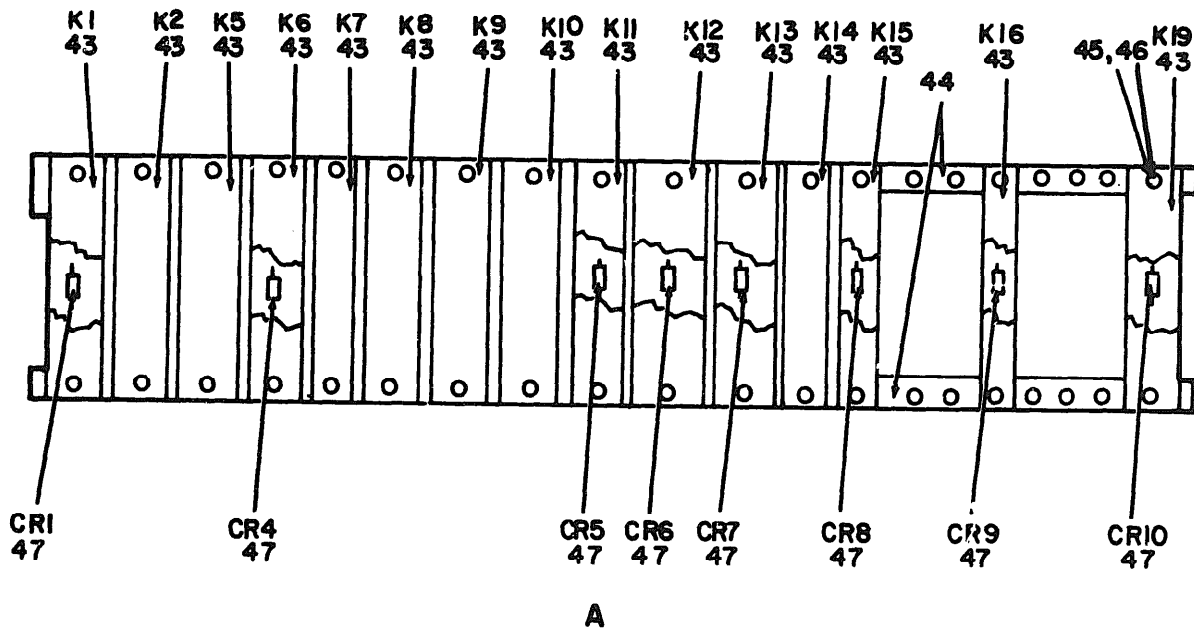 K1 K2 K5 K6 K7 K8 K9 K10 K11 K12 K13 K14 K15 K16 45, 46 K19
43 43 43 43 43 43 43 43 43 43 43 43 43 43 43
44
CR1 CR4 CR5 CR6 CR7 CR8 CR9 CR10
47 47 47 47 47 47 47 47
A